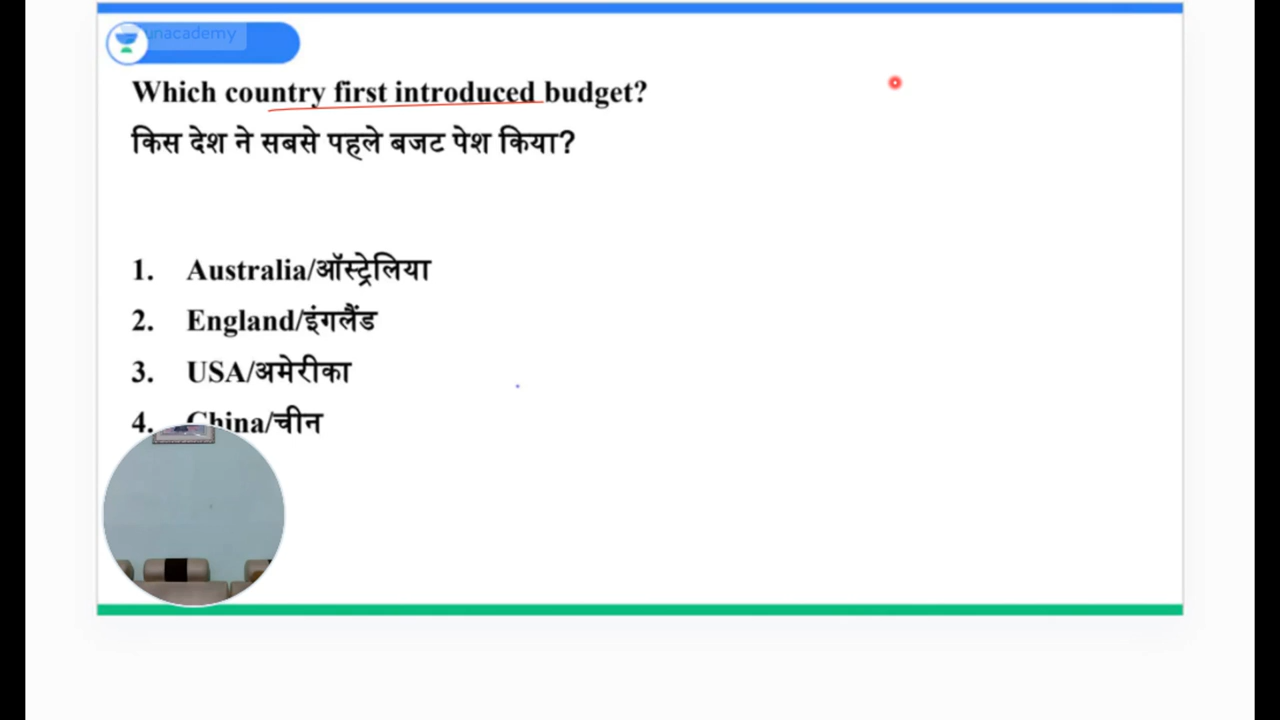 unacademy
Which country first introduced budget?
किस देश ने सबसे पहले बजट पेश किया?
1. Australia/ऑस्ट्रेलिया
2. England/इंगलैंड
3. USA/अमेरीका
4. China/चीन